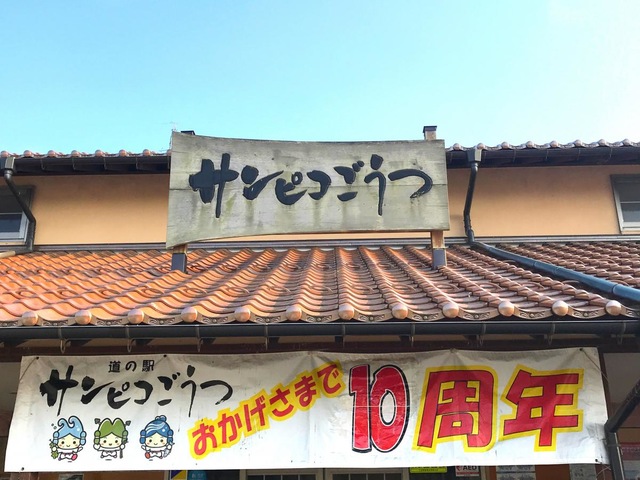 サンピコごうつ
道の駅
サンピコごうつ
おかげさまで
10周年
AED